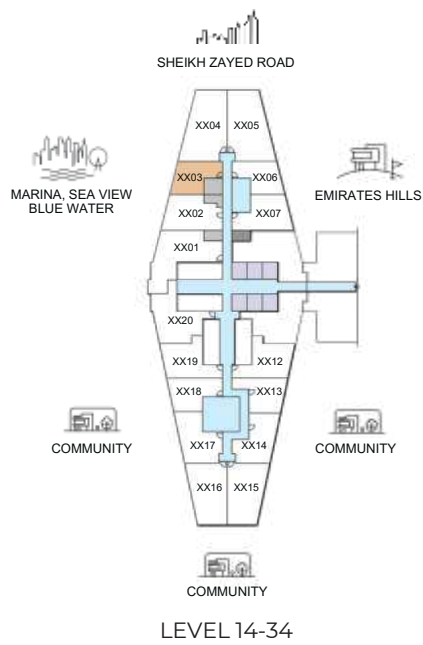 SHEIKH ZAYED ROAD
XX04
XX05
XX03
XX06
MARINA, SEA VIEW
BLUE WATER
EMIRATES HILLS
XX02
XX07
XX01
XX20
XX19
XX12
XX18
XX13
COMMUNITY
COMMUNITY
XX17
XX14
XX16
XX15
COMMUNITY
LEVEL 14-34